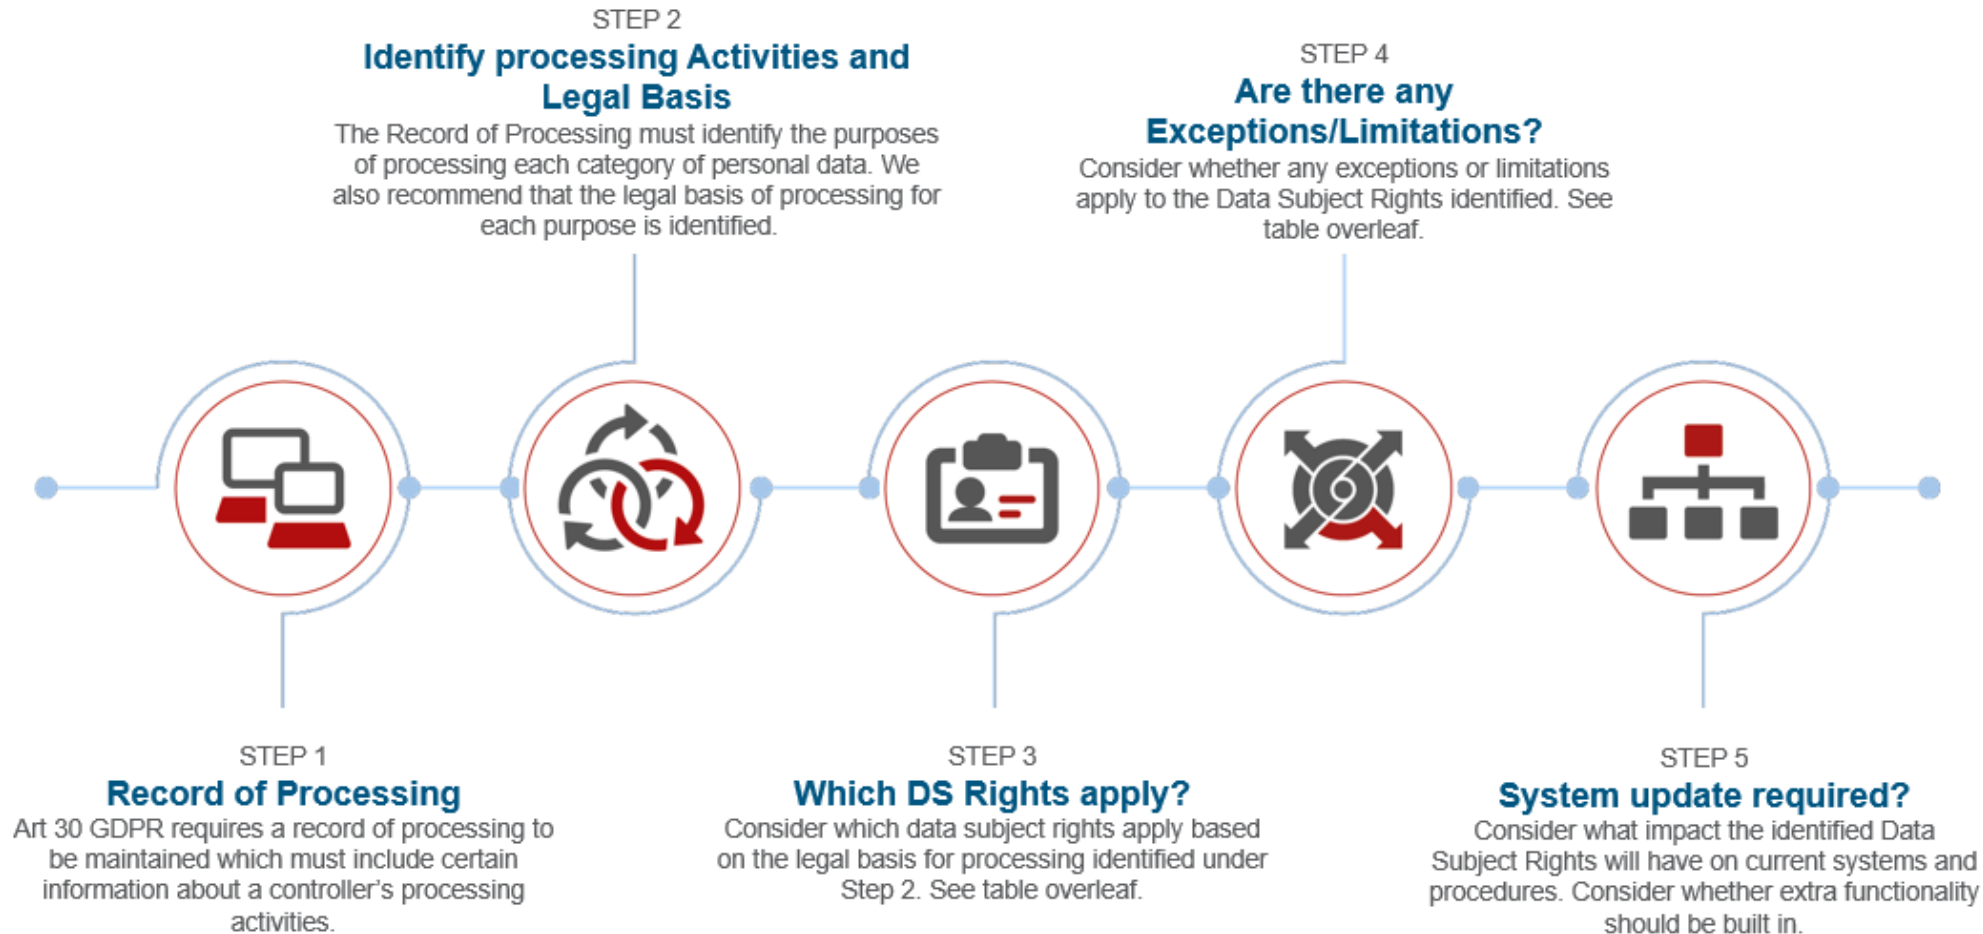 STEP 1
Record of Processing
Art 30 GDPR requires a record of processing to
be maintained which must include certain
information about a controller's processing
activities.
STEP 2
Identify processing Activities and
Legal Basis
The Record of Processing must identify the purposes
of processing each category of personal data. We
also recommend that the legal basis of processing for
each purpose is identified.
STEP 3
Which DS Rights apply?
Consider which data subject rights apply based
on the legal basis for processing identified under
Step 2. See table overleaf.
STEP 4
Are there any
Exceptions/Limitations?
Consider whether any exceptions or limitations
apply to the Data Subject Rights identified. See
table overleaf.
STEP 5
System update required?
Consider what impact the identified Data
Subject Rights will have on current systems and
procedures. Consider whether extra functionality
should be built in.